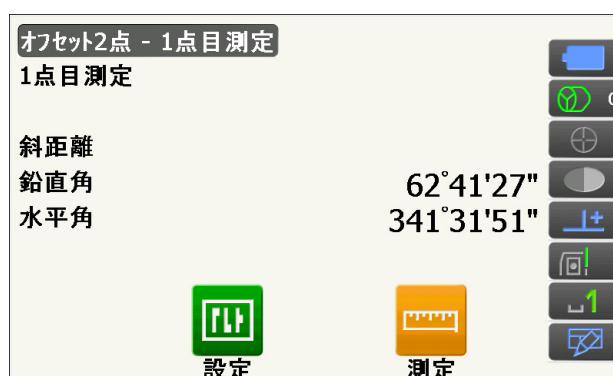 オフセット2点 - 1点目測定
1点目測定
斜距離
鉛直角 62°41'27"
水平角 341°31'51"
設定 測定